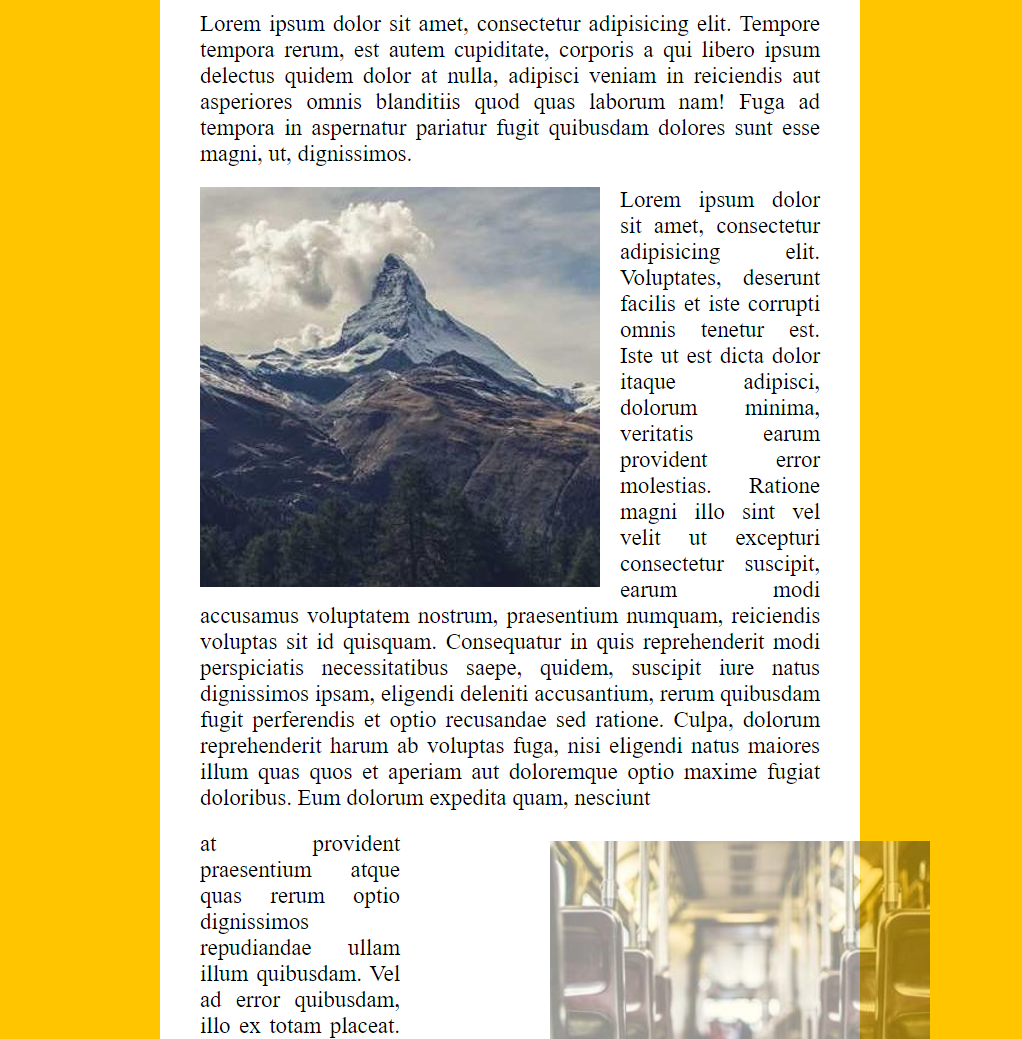 Lorem ipsum dolor sit amet, consectetur adipisicing elit. Tempore
tempora rerum, est autem cupiditate, corporis a qui libero ipsum
delectus quidem dolor at nulla, adipisci veniam in reiciendis aut
asperiores omnis blanditiis quod quas laborum nam! Fuga ad
tempora in aspernatur pariatur fugit quibusdam dolores sunt esse
magni, ut, dignissimos.
Lorem ipsum dolor
sit amet, consectetur
adipisicing elit.
Voluptates, deserunt
facilis et iste corrupti
omnis tenetur est.
Iste ut est dicta dolor
itaque adipisci,
dolorum minima,
veritatis earum
provident error
molestias. Ratione
magni illo sint vel
velit ut excepturi
consectetur suscipit,
earum modi
accusamus voluptatem nostrum, praesentium numquam, reiciendis
voluptas sit id quisquam. Consequatur in quis reprehenderit modi
perspiciatis necessitatibus saepe, quidem, suscipit iure natus
dignissimos ipsam, eligendi deleniti accusantium, rerum quibusdam
fugit perferendis et optio recusandae sed ratione. Culpa, dolorum
reprehenderit harum ab voluptas fuga, nisi eligendi natus maiores
illum quas quos et aperiam aut doloremque optio maxime fugiat
doloribus. Eum dolorum expedita quam, nesciunt
at provident
praesentium atque
quas rerum optio
dignissimos
repudiandae ullam
illum quibusdam. Vel
ad error quibusdam,
illo ex totam placeat.